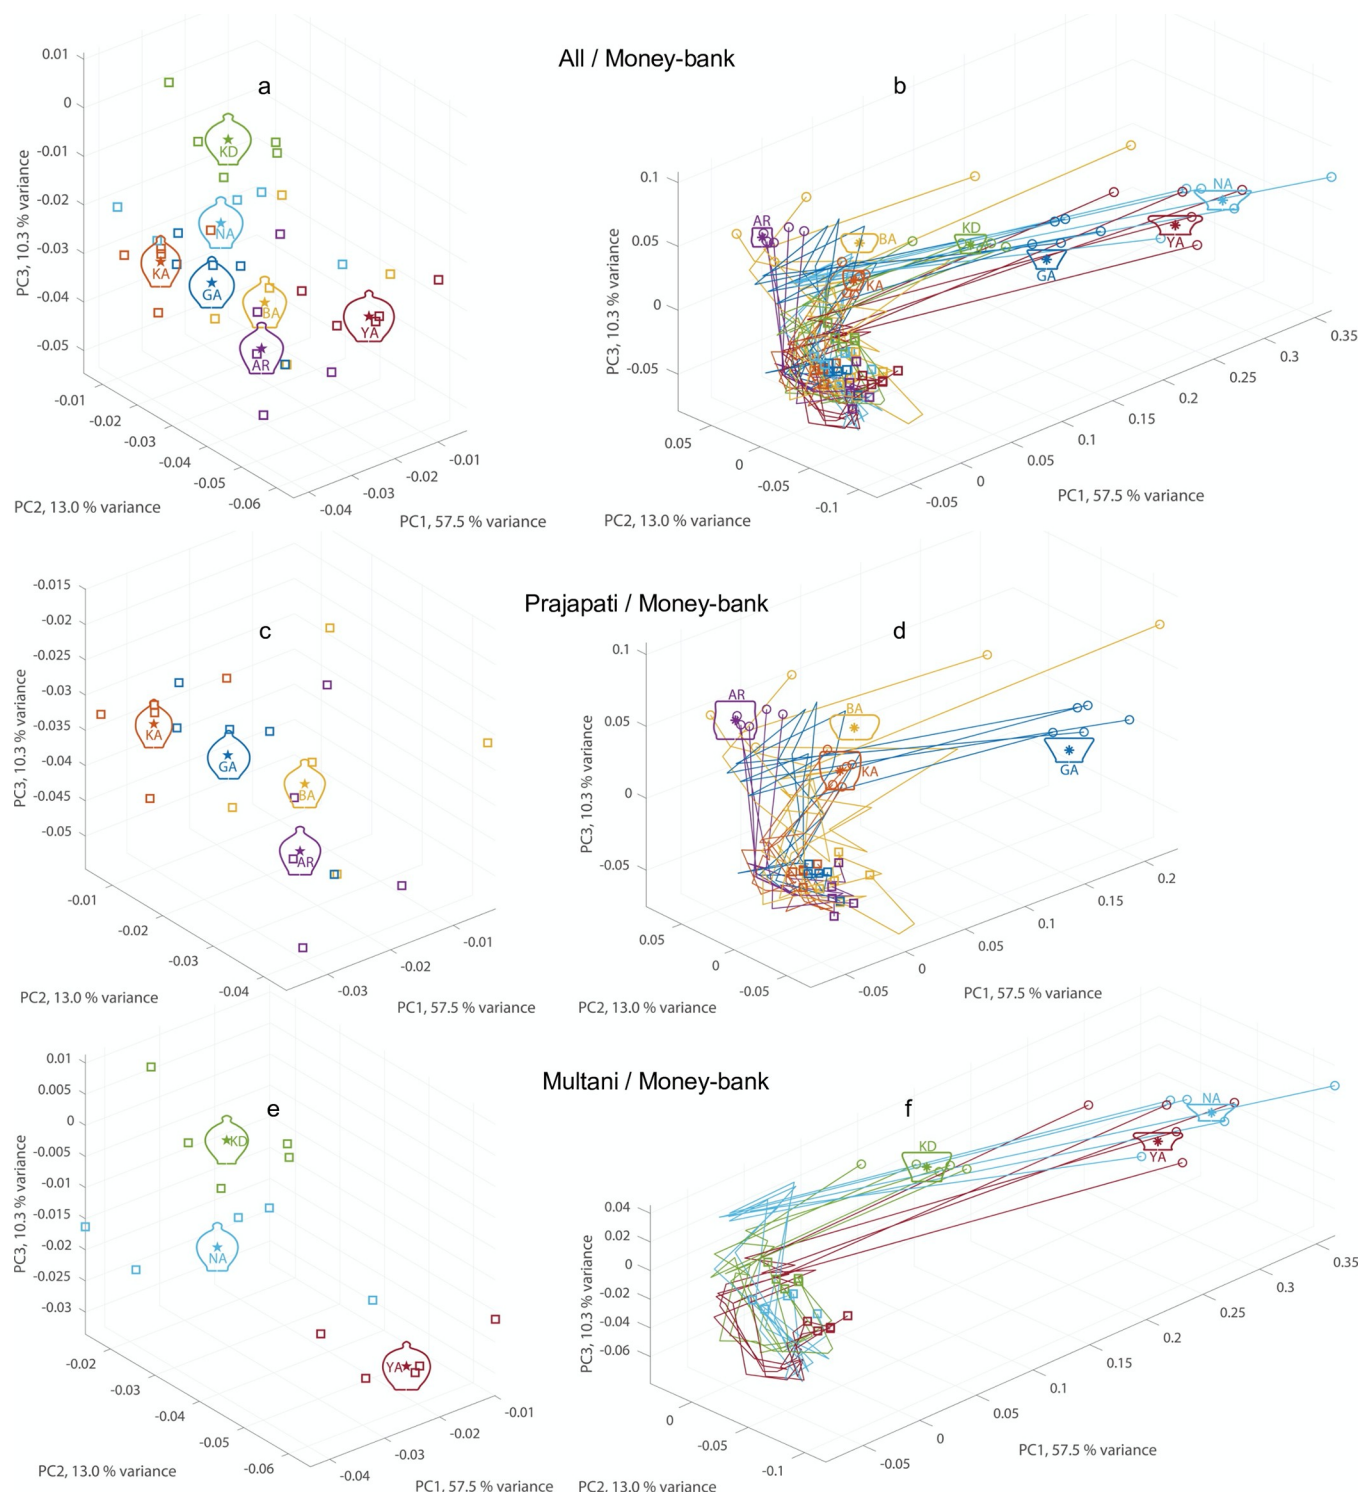 All / Money-bank
a
0.01
0
-0.01
-0.02
-0.03
-0.04
-0.05
PC3, 10.3 % variance
KD
NA
KA
GA
BA
YA
AR
-0.01
-0.02
-0.03
-0.04
-0.05
-0.06
PC2, 13.0 % variance
-0.04
-0.03
-0.02
-0.01
PC1, 57.5 % variance
b
0.1
0.05
0
-0.05
PC3, 10.3 % variance
AR
BA
KA
KD
GA
NA
YA
0.05
0
-0.05
-0.1
PC2, 13.0 % variance
-0.05
0
0.05
0.1
0.15
0.2
0.25
0.3
0.35
PC1, 57.5 % variance
Prajapati / Money-bank
c
-0.015
-0.02
-0.025
-0.03
-0.035
-0.04
-0.045
-0.05
PC3, 10.3 % variance
KA
GA
BA
AR
-0.01
-0.02
-0.03
-0.04
PC2, 13.0 % variance
-0.03
-0.02
-0.01
PC1, 57.5 % variance
d
0.1
0.05
0
-0.05
PC3, 10.3 % variance
AR
BA
KA
GA
0.05
0
-0.05
PC2, 13.0 % variance
-0.05
0
0.05
0.1
0.15
0.2
PC1, 57.5 % variance
Multani / Money-bank
e
0.01
0.005
0
-0.005
-0.01
-0.015
-0.02
-0.025
-0.03
PC3, 10.3 % variance
KD
NA
YA
-0.02
-0.03
-0.04
-0.05
-0.06
PC2, 13.0 % variance
-0.04
-0.03
-0.02
-0.01
PC1, 57.5 % variance
f
0.04
0.02
0
-0.02
-0.04
-0.06
PC3, 10.3 % variance
KD
NA
YA
0
-0.05
-0.1
PC2, 13.0 % variance
-0.05
0
0.05
0.1
0.15
0.2
0.25
0.3
0.35
PC1, 57.5 % variance